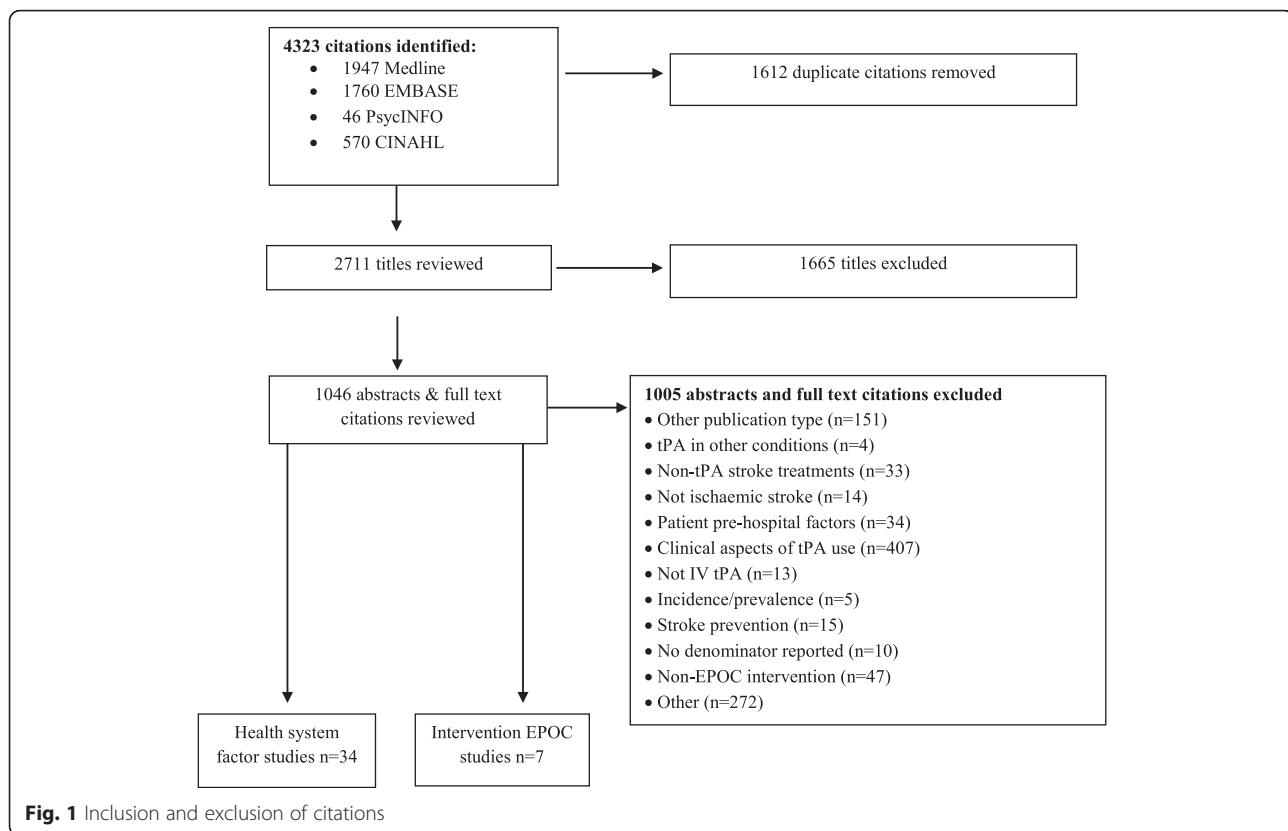 4323 citations identified:
• 1947 Medline
• 1760 EMBASE
• 46 PsycINFO
• 570 CINAHL
1612 duplicate citations removed
2711 titles reviewed
1665 titles excluded
1046 abstracts & full text
citations reviewed
1005 abstracts and full text citations excluded
• Other publication type (n=151)
• tPA in other conditions (n=4)
• Non-tPA stroke treatments (n=33)
• Not ischaemic stroke (n=14)
• Patient pre-hospital factors (n=34)
• Clinical aspects of tPA use (n=407)
• Not IV tPA (n=13)
• Incidence/prevalence (n=5)
• Stroke prevention (n=15)
• No denominator reported (n=10)
• Non-EPOC intervention (n=47)
• Other (n=272)
Health system
factor studies n=34
Intervention EPOC
studies n=7
Fig. 1 Inclusion and exclusion of citations